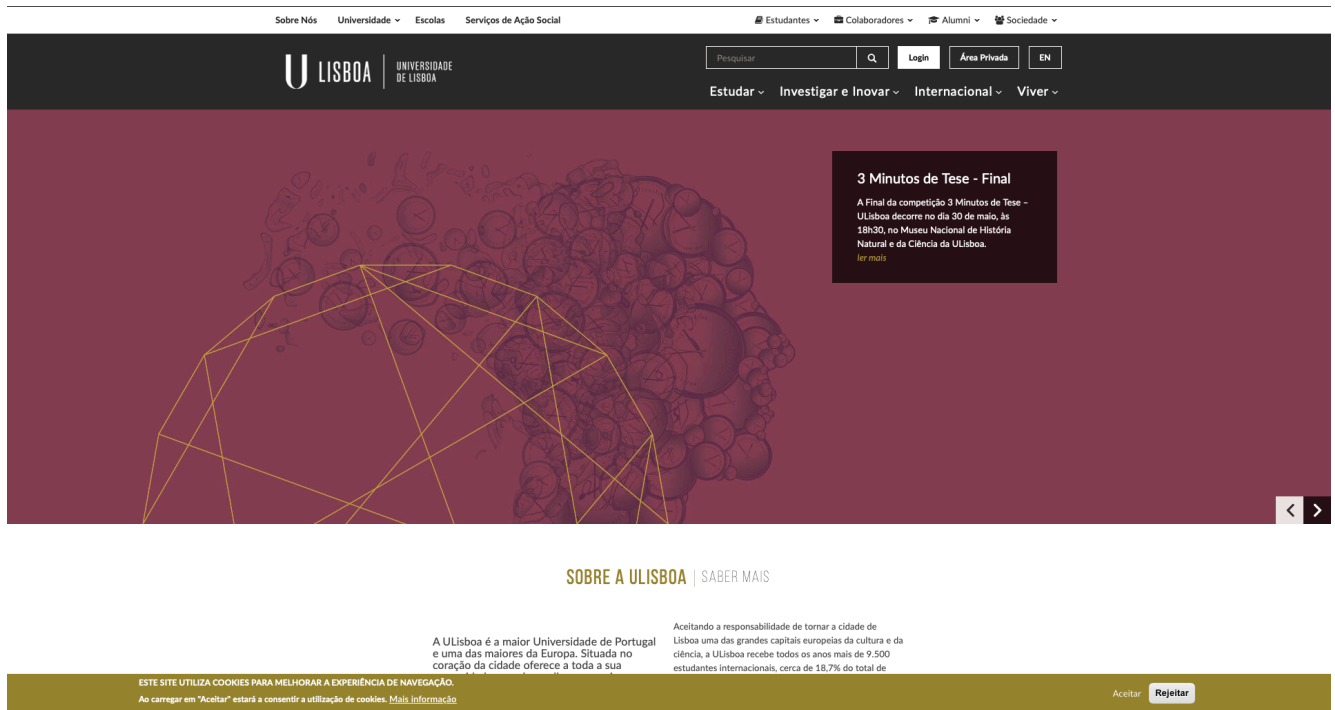 Sobre Nós Universidade Escolas Serviços de Ação Social Estudantes Colaboradores Alumni Sociedade
U LISBOA | UNIVERSIDADE
DE LISBOA
Pesquisar Login Área Privada EN
Estudar Investigar e Inovar Internacional Viver
3 Minutos de Tese - Final
A Final da competição 3 Minutos de Tese –
ULisboa decorre no dia 30 de maio, às
18h30, no Museu Nacional de História
Natural e da Ciência da ULisboa.
ler mais
SOBRE A ULISBOA | SABER MAIS
A ULisboa é a maior Universidade de Portugal
e uma das maiores da Europa. Situada no
coração da cidade oferece a toda a sua
Aceitando a responsabilidade de tornar a cidade de
Lisboa uma das grandes capitais europeias da cultura e da
ciência, a ULisboa recebe todos os anos mais de 9.500
estudantes internacionais, cerca de 18,7% do total de
ESTE SITE UTILIZA COOKIES PARA MELHORAR A EXPERIÊNCIA DE NAVEGAÇÃO.
Ao carregar em "Aceitar" estará a consentir a utilização de cookies. Mais informação
Aceitar Rejeitar